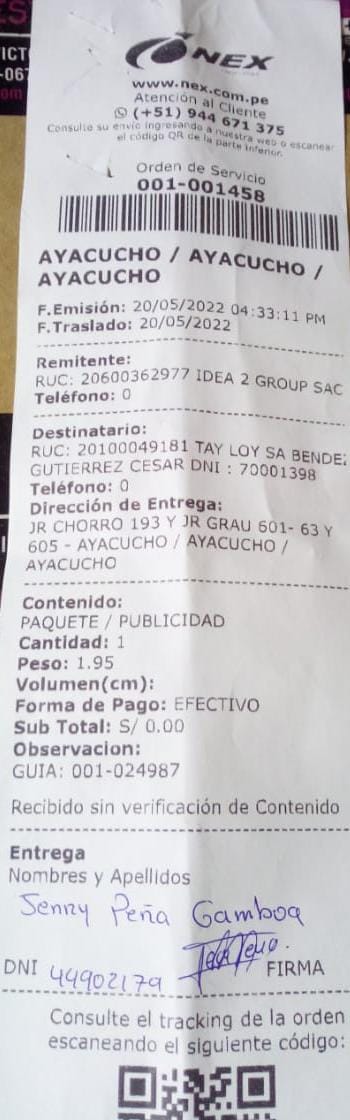 NEX
www.nex.com.pe
Atención al Cliente
(+51) 944 671 375
Consulte su envío ingresando a nuestra web o escanear
el código QR de la parte inferior.
Orden de Servicio
001-001458
AYACUCHO / AYACUCHO /
AYACUCHO
F.Emisión: 20/05/2022 04:33:11 PM
F.Traslado: 20/05/2022
Remitente:
RUC: 20600362977 IDEA 2 GROUP SAC
Teléfono: 0
Destinatario:
RUC: 20100049181 TAY LOY SA BENDE
GUTIERREZ CESAR DNI : 70001398
Teléfono: 0
Dirección de Entrega:
JR CHORRO 193 Y JR GRAU 601- 63 Y
605 - AYACUCHO / AYACUCHO /
AYACUCHO
Contenido:
PAQUETE / PUBLICIDAD
Cantidad: 1
Peso: 1.95
Volumen(cm):
Forma de Pago: EFECTIVO
Sub Total: S/ 0.00
Observacion:
GUIA: 001-024987
Recibido sin verificación de Contenido
Entrega
Nombres y Apellidos
Jenny Peña Gamboa
DNI 44902179 FIRMA
Consulte el tracking de la orden
escaneando el siguiente código: